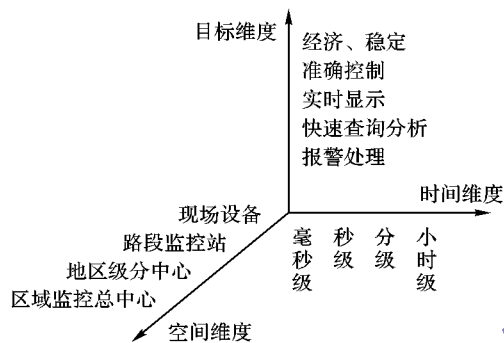 目标维度
经济、稳定
准确控制
实时显示
快速查询分析
报警处理
时间维度
毫秒级
秒级
分级
小时级
现场设备
路段监控站
地区级分中心
区域监控总中心
空间维度